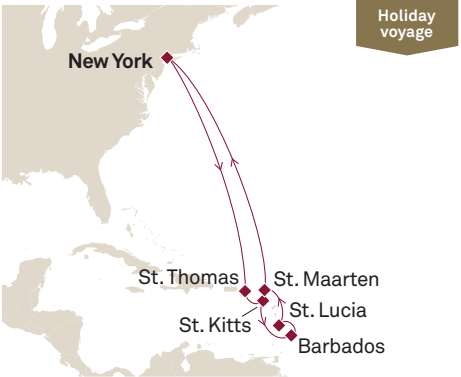 Holiday
voyage
New York
St. Thomas
St. Maarten
St. Kitts
St. Lucia
Barbados